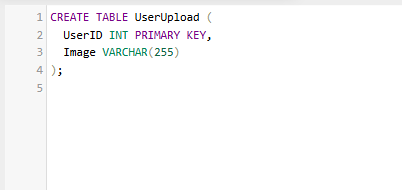 1 CREATE TABLE UserUpload (
2 UserID INT PRIMARY KEY,
3 Image VARCHAR(255)
4 );
5